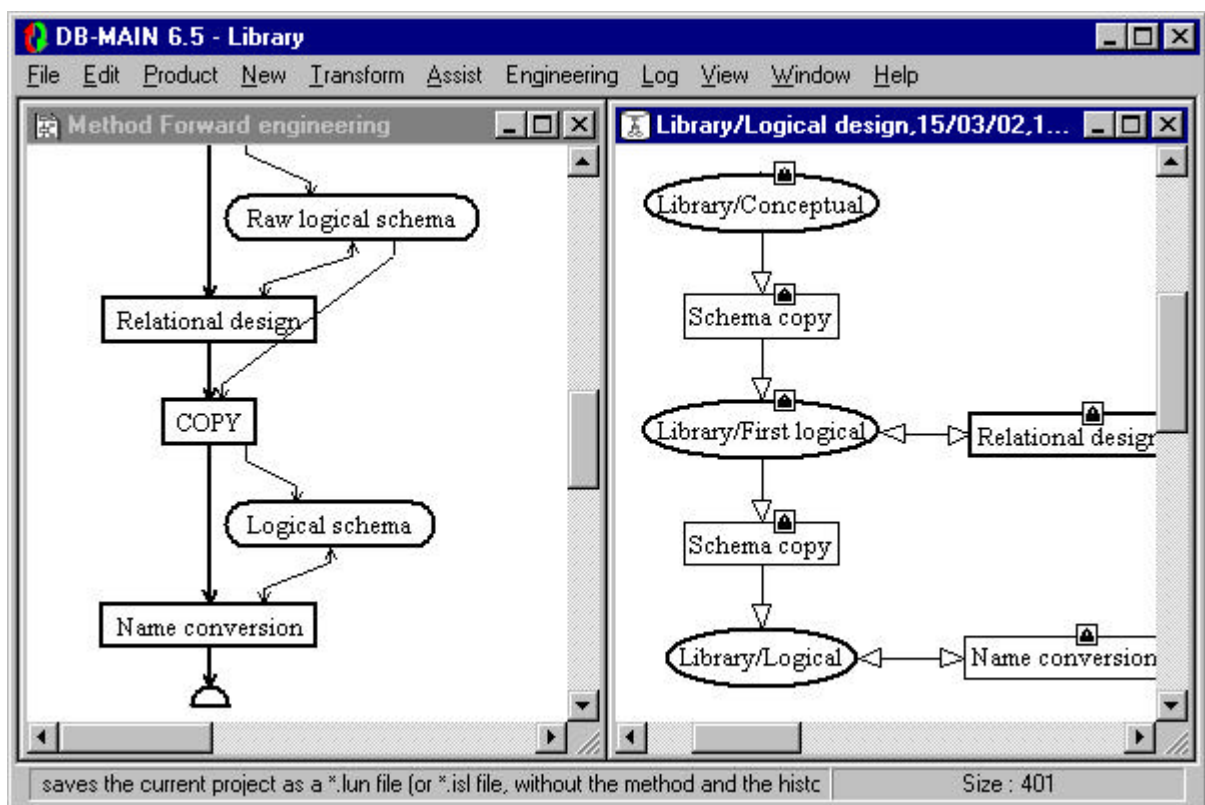 DB-MAIN 6.5 - Library
File Edit Product New Transform Assist Engineering Log View Window Help
Method Forward engineering
Raw logical schema
Relational design
COPY
Logical schema
Name conversion
Library/Logical design,15/03/02,1...
Library/Conceptual
Schema copy
Library/First logical
Relational design
Schema copy
Library/Logical
Name conversion
saves the current project as a *.lun file (or *.isl file, without the method and the histo
Size : 401